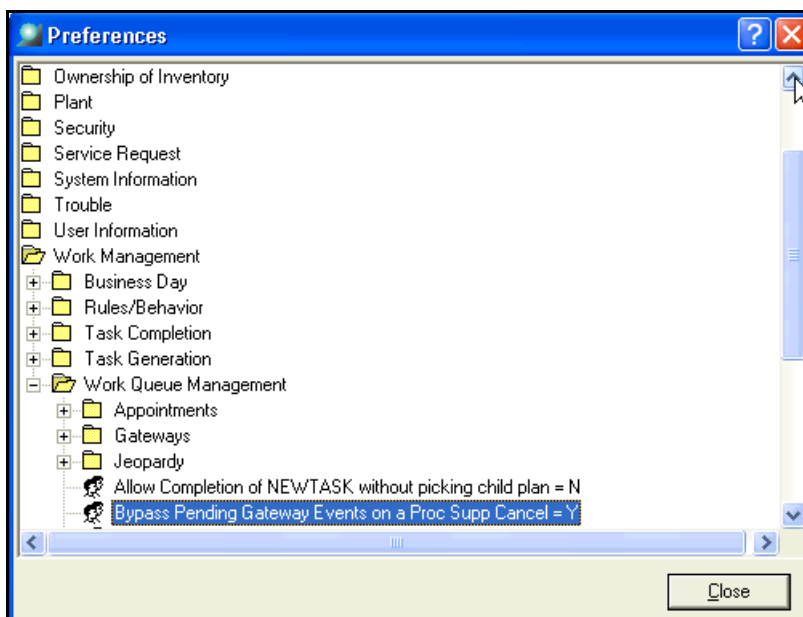 Preferences
Ownership of Inventory
Plant
Security
Service Request
System Information
Trouble
User Information
Work Management
Business Day
Rules/Behavior
Task Completion
Task Generation
Work Queue Management
Appointments
Gateways
Jeopardy
Allow Completion of NEWTASK without picking child plan = N
Bypass Pending Gateway Events on a Proc Supp Cancel = Y
Close